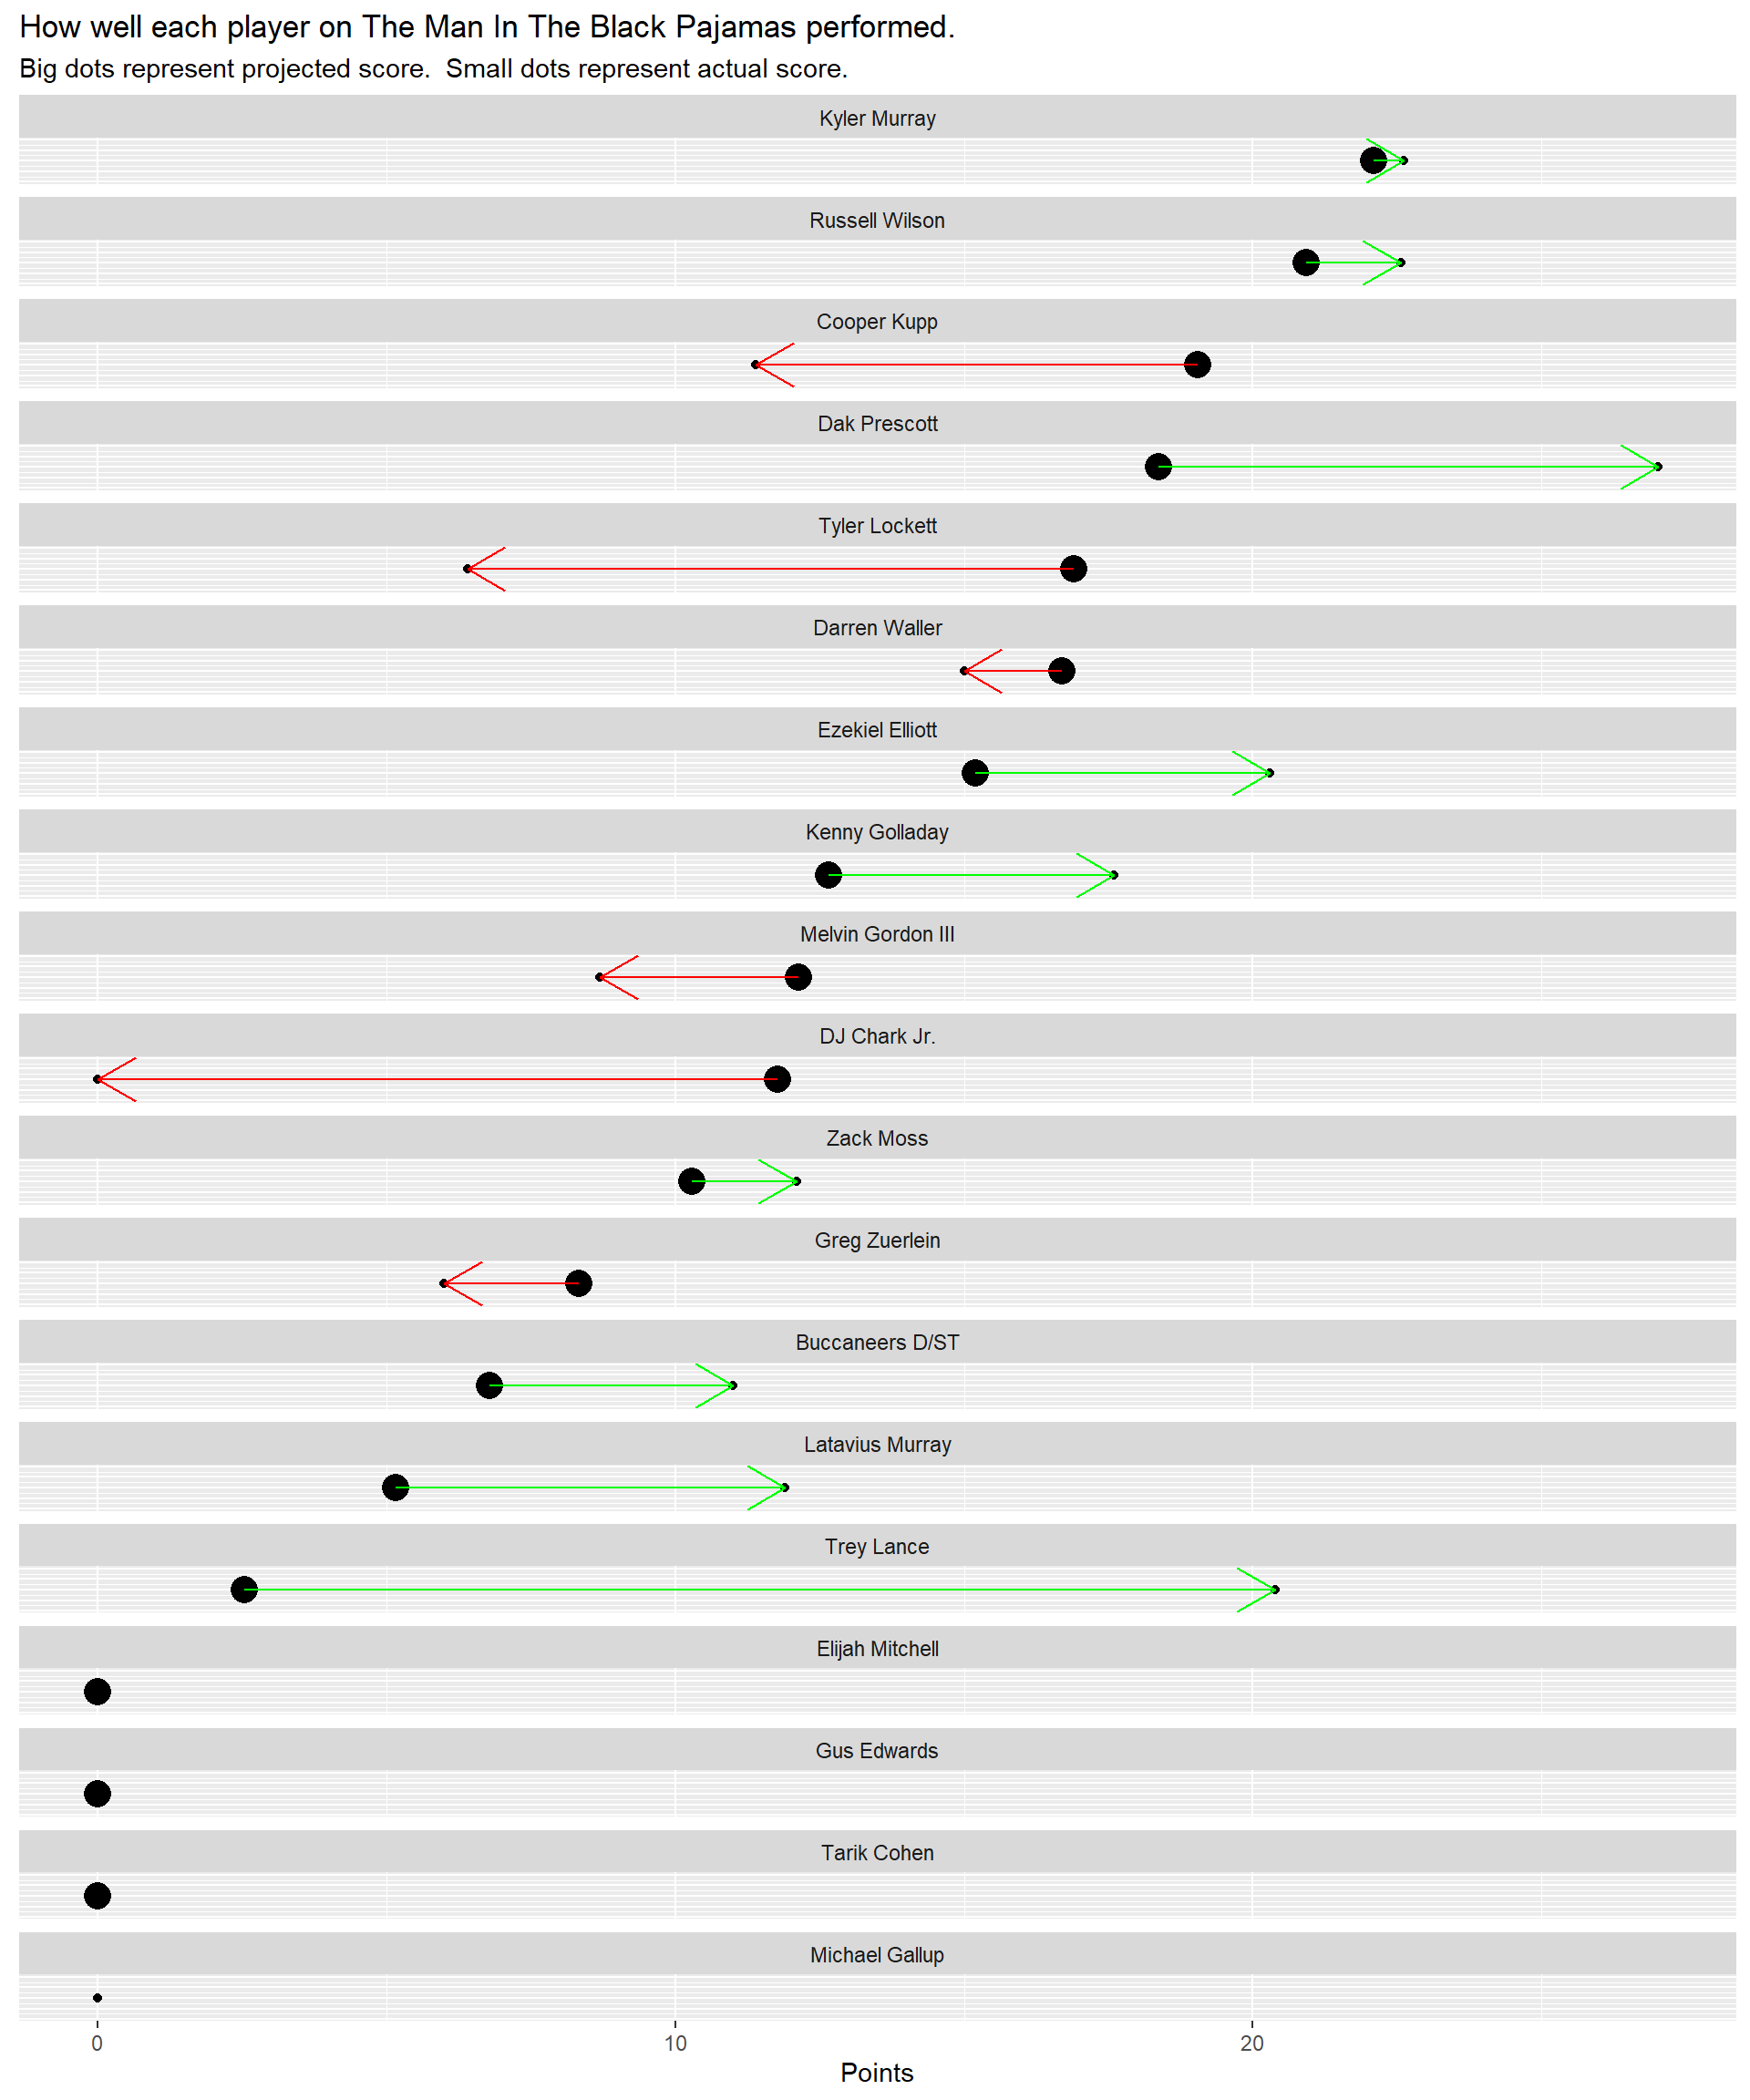 How well each player on The Man In The Black Pajamas performed.
Big dots represent projected score.  Small dots represent actual score.
Kyler Murray
Russell Wilson
Cooper Kupp
Dak Prescott
Tyler Lockett
Darren Waller
Ezekiel Elliott
Kenny Golladay
Melvin Gordon III
DJ Chark Jr.
Zack Moss
Greg Zuerlein
Buccaneers D/ST
Latavius Murray
Trey Lance
Elijah Mitchell
Gus Edwards
Tarik Cohen
Michael Gallup
0 10 20
Points